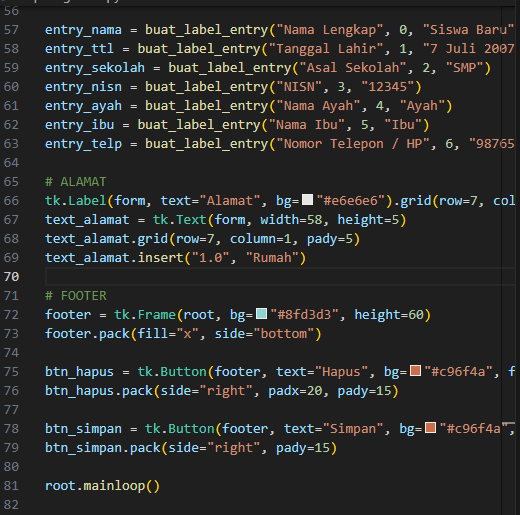 56
57 entry_nama = buat_label_entry("Nama Lengkap", 0, "Siswa Baru"
58 entry_ttl = buat_label_entry("Tanggal Lahir", 1, "7 Juli 2007
59 entry_sekolah = buat_label_entry("Asal Sekolah", 2, "SMP")
60 entry_nisn = buat_label_entry("NISN", 3, "12345")
61 entry_ayah = buat_label_entry("Nama Ayah", 4, "Ayah")
62 entry_ibu = buat_label_entry("Nama Ibu", 5, "Ibu")
63 entry_telp = buat_label_entry("Nomor Telepon / HP", 6, "98765
64
65 # ALAMAT
66 tk.Label(form, text="Alamat", bg="#e6e6e6").grid(row=7, col
67 text_alamat = tk.Text(form, width=58, height=5)
68 text_alamat.grid(row=7, column=1, pady=5)
69 text_alamat.insert("1.0", "Rumah")
70
71 # FOOTER
72 footer = tk.Frame(root, bg="#8fd3d3", height=60)
73 footer.pack(fill="x", side="bottom")
74
75 btn_hapus = tk.Button(footer, text="Hapus", bg="#c96f4a", f
76 btn_hapus.pack(side="right", padx=20, pady=15)
77
78 btn_simpan = tk.Button(footer, text="Simpan", bg="#c96f4a",
79 btn_simpan.pack(side="right", pady=15)
80
81 root.mainloop()
82